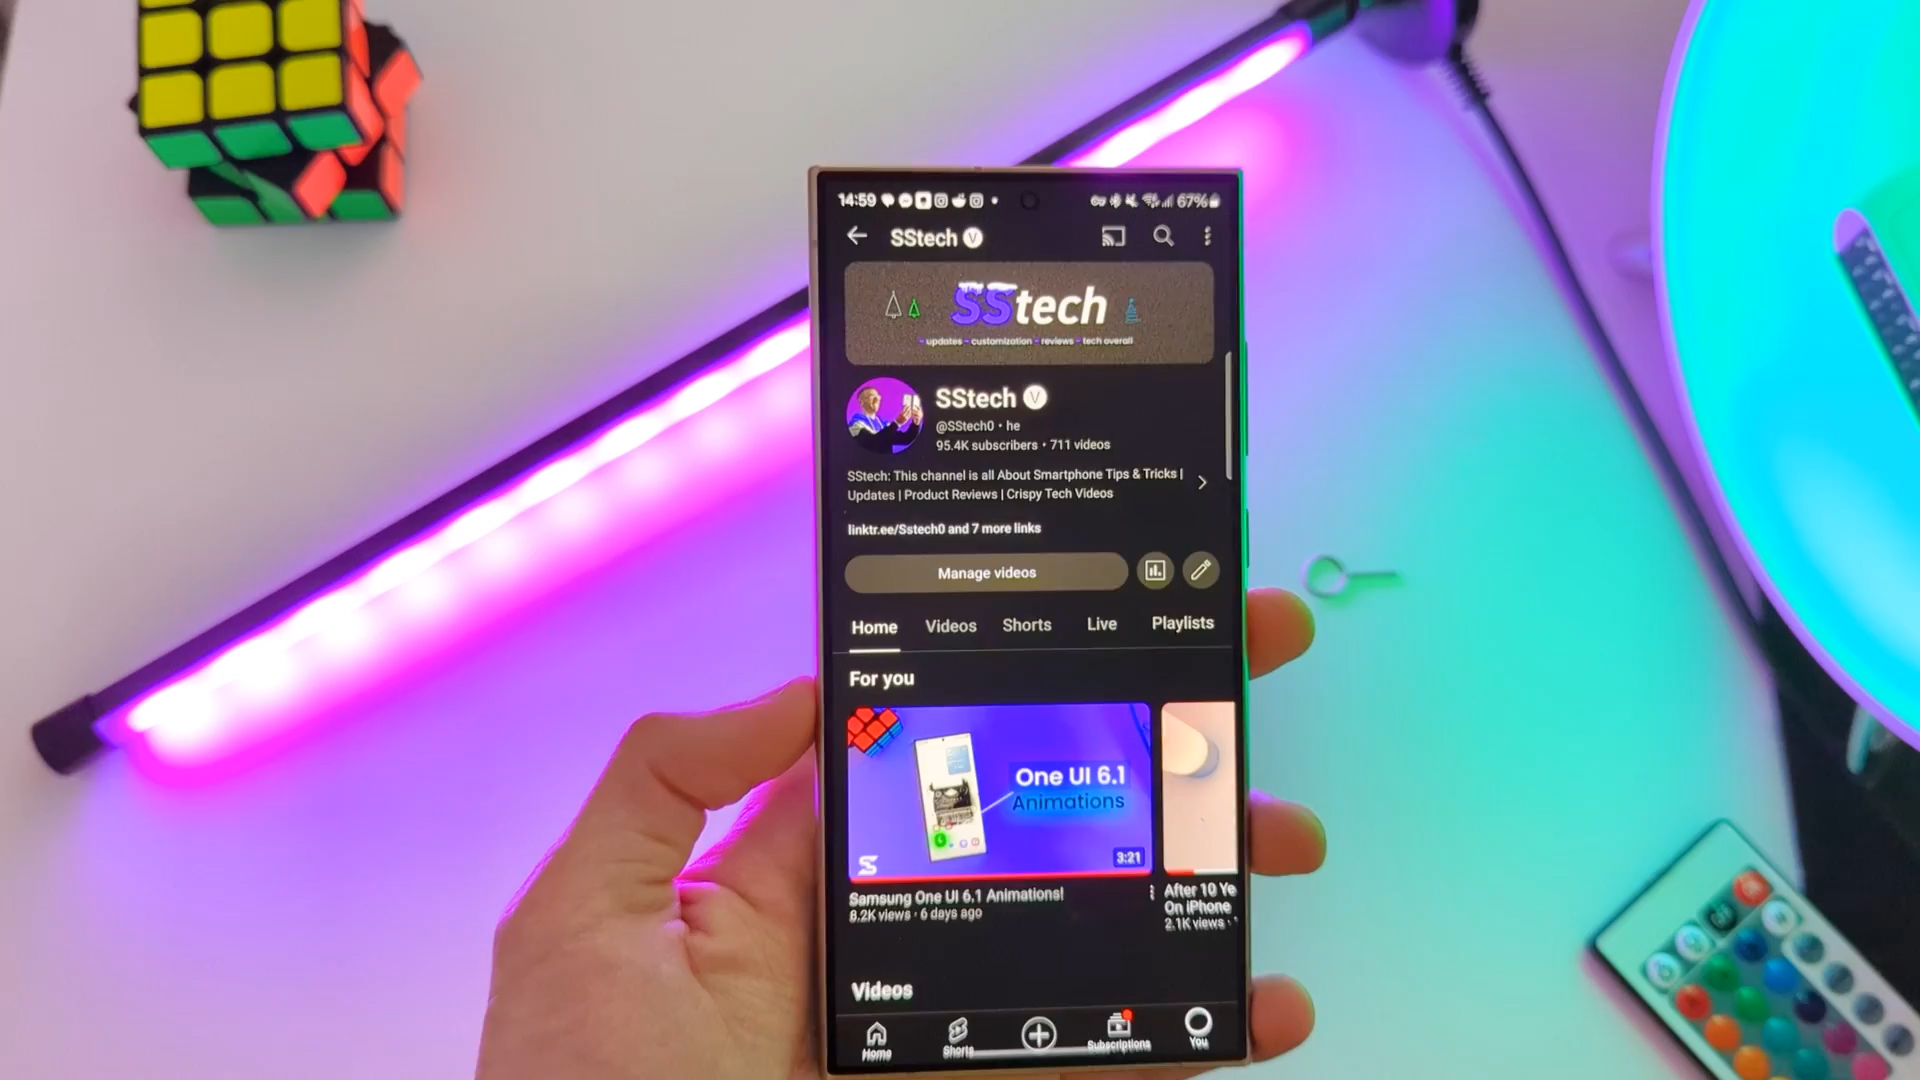 14:59
67%
SStech V
SStech
- updates - customization - reviews - tech overall
SStech V
@SStech0 • he
95.4K subscribers • 711 videos
SStech: This channel is all About Smartphone Tips & Tricks |
Updates | Product Reviews | Crispy Tech Videos
linktr.ee/Sstech0 and 7 more links
Manage videos
Home Videos Shorts Live Playlists
For you
One UI 6.1
Animations
3:21
Samsung One UI 6.1 Animations!
8.2K views · 6 days ago
After 10 Ye
On iPhone
2.1K views ·
Videos
Home Shorts Subscriptions You